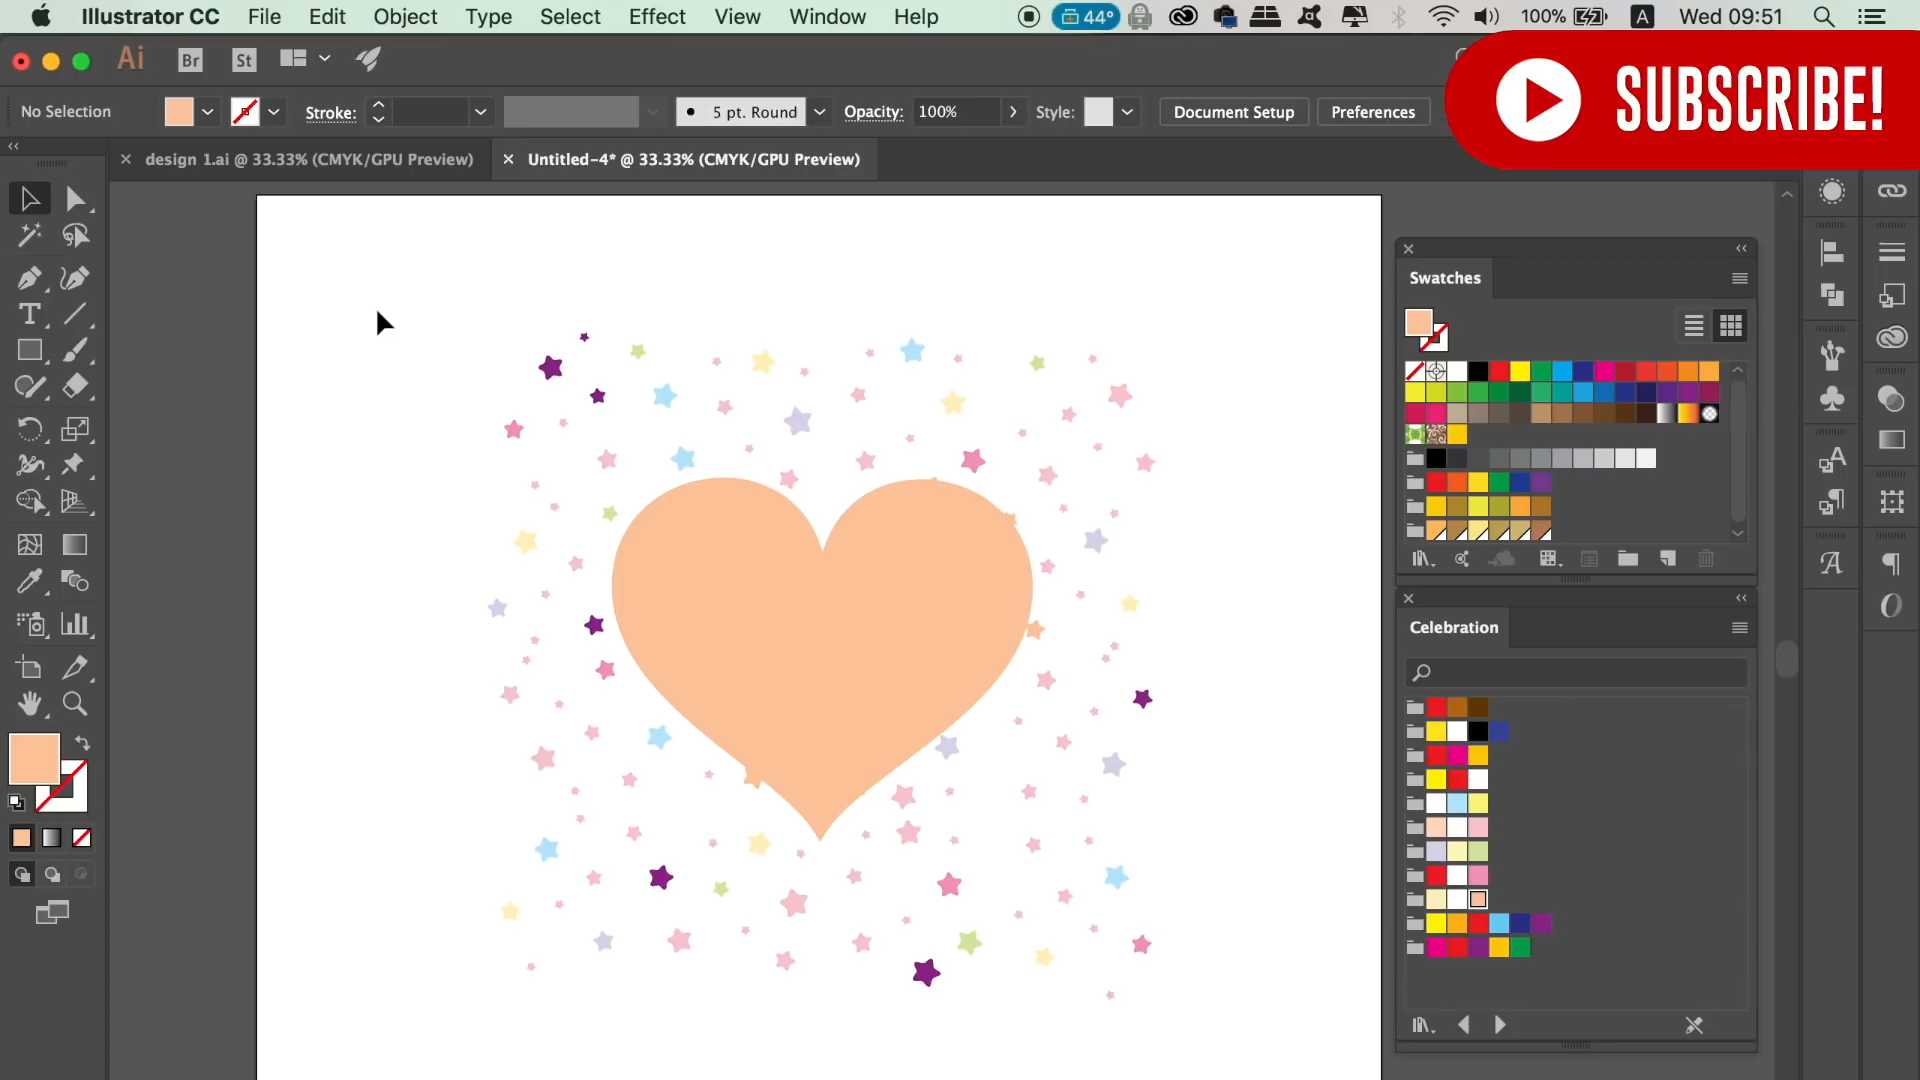 Illustrator CC File Edit Object Type Select Effect View Window Help 44° 100% A Wed 09:51
Ai Br St
SUBSCRIBE!
No Selection Stroke: 5 pt. Round Opacity: 100% Style: Document Setup Preferences
design 1.ai @ 33.33% (CMYK/GPU Preview) Untitled-4* @ 33.33% (CMYK/GPU Preview)
Swatches
Celebration